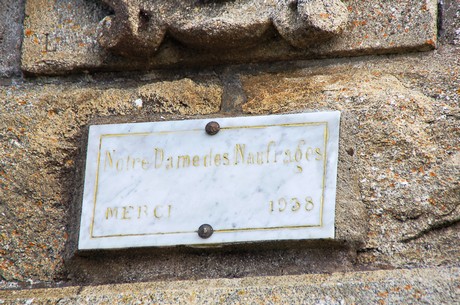 Notre Dame des Naufragés
MERCI 1938